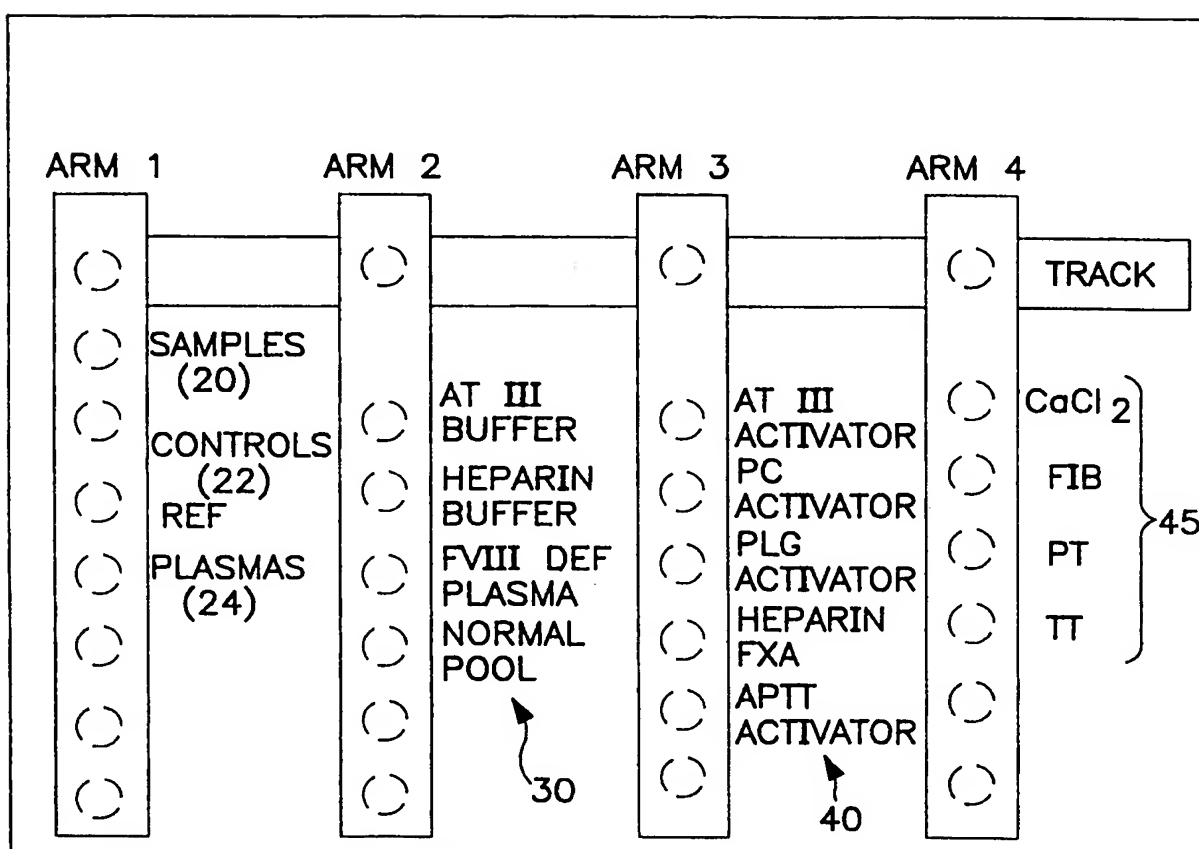 ARM 1
ARM 2
ARM 3
ARM 4
TRACK
SAMPLES
(20)
CONTROLS
(22)
REF
PLASMAS
(24)
AT III
BUFFER
HEPARIN
BUFFER
FVIII DEF
PLASMA
NORMAL
POOL
30
AT III
ACTIVATOR
PC
ACTIVATOR
PLG
ACTIVATOR
HEPARIN
FXA
APTT
ACTIVATOR
40
CaCl 2
FIB
PT
TT
45